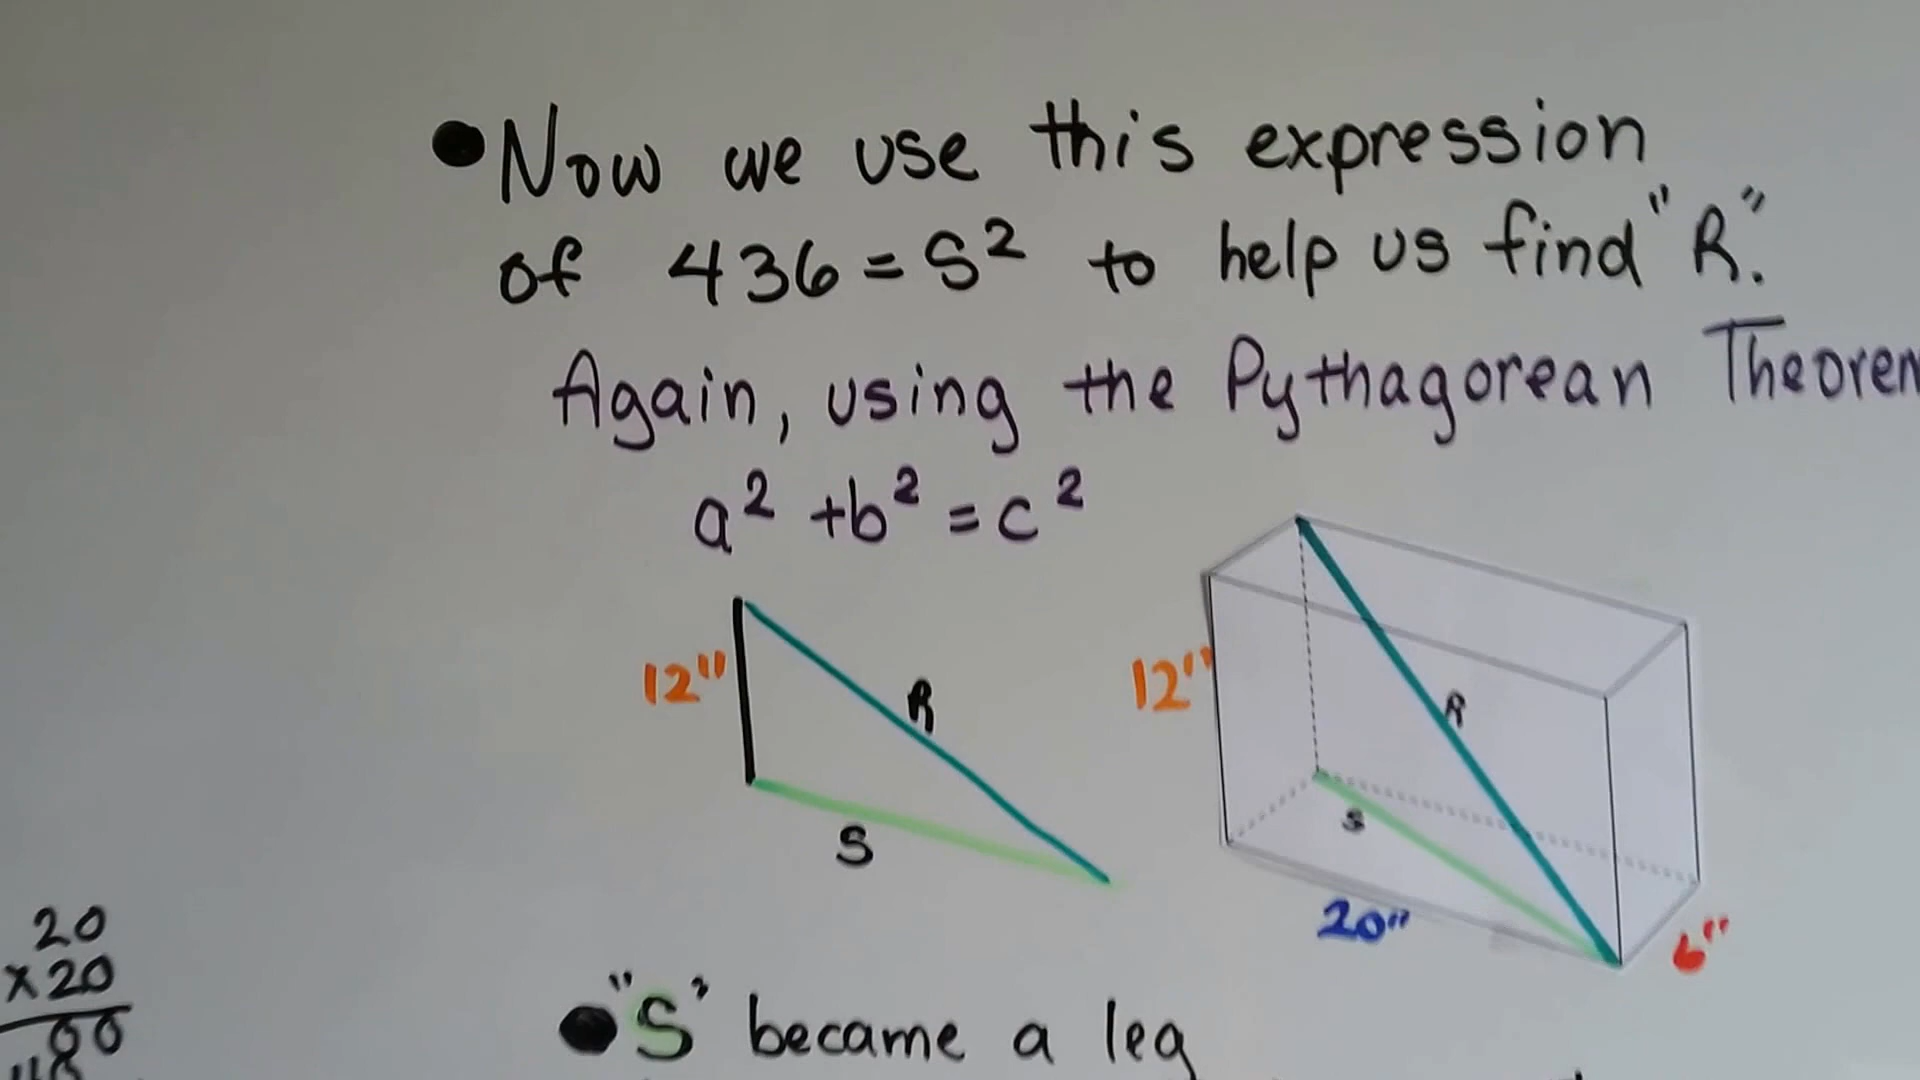 •Now we use this expression
of 436 = S² to help us find "R."
Again, using the Pythagorean Theorem
a² + b² = c²
12"
R
S
12"
R
s
20"
6"
20
x20
00
•"S" became a leg